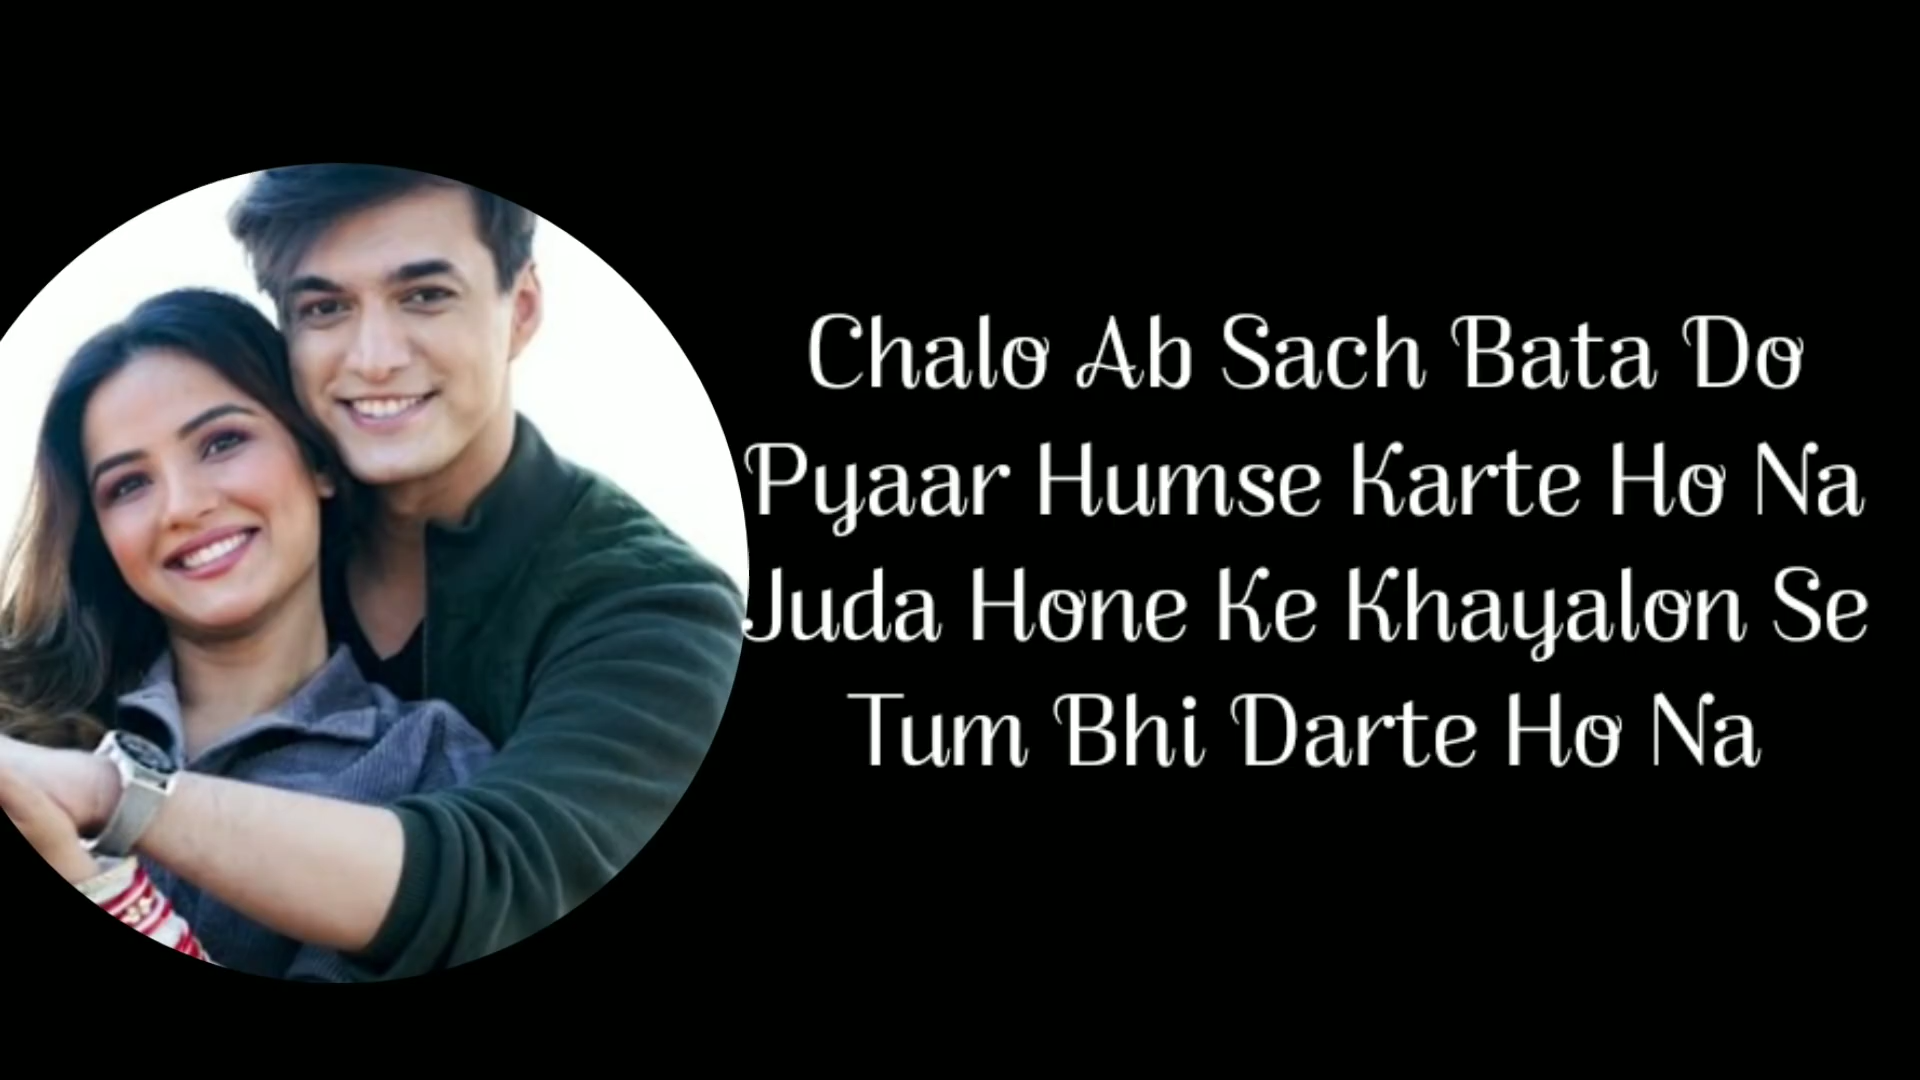 Chalo Ab Sach Bata Do
Pyaar Humse Karte Ho Na
Juda Hone Ke Khayalon Se
Tum Bhi Darte Ho Na